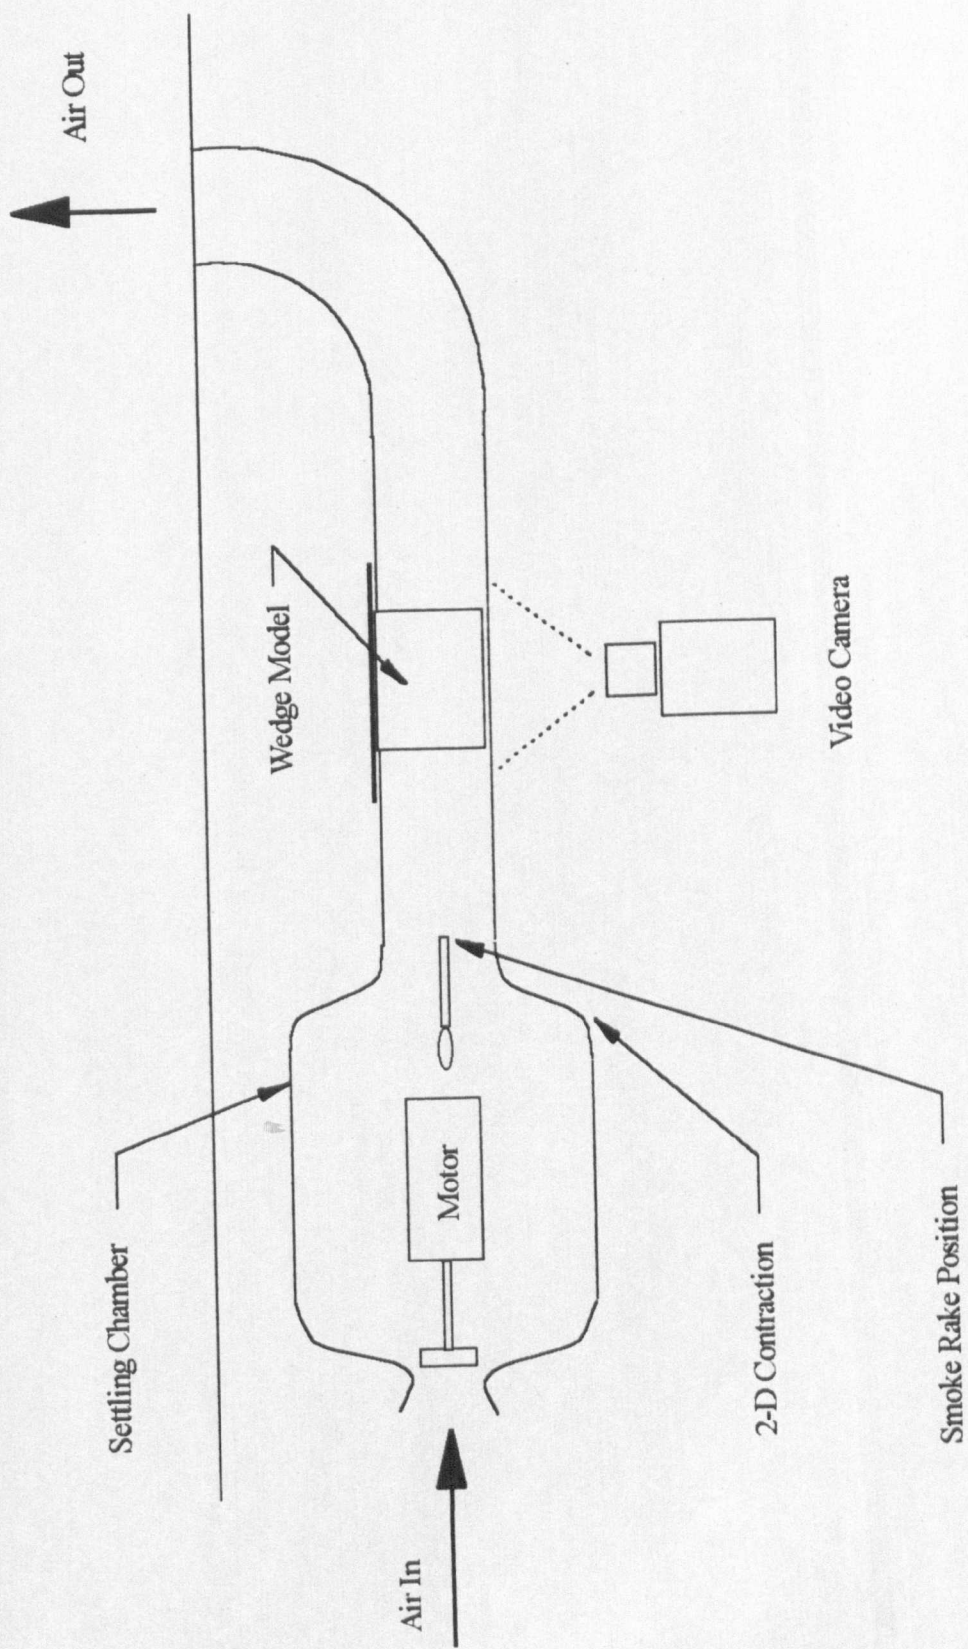 Air Out
Wedge Model
Video Camera
Settling Chamber
Motor
2-D Contraction
Smoke Rake Position
Air In